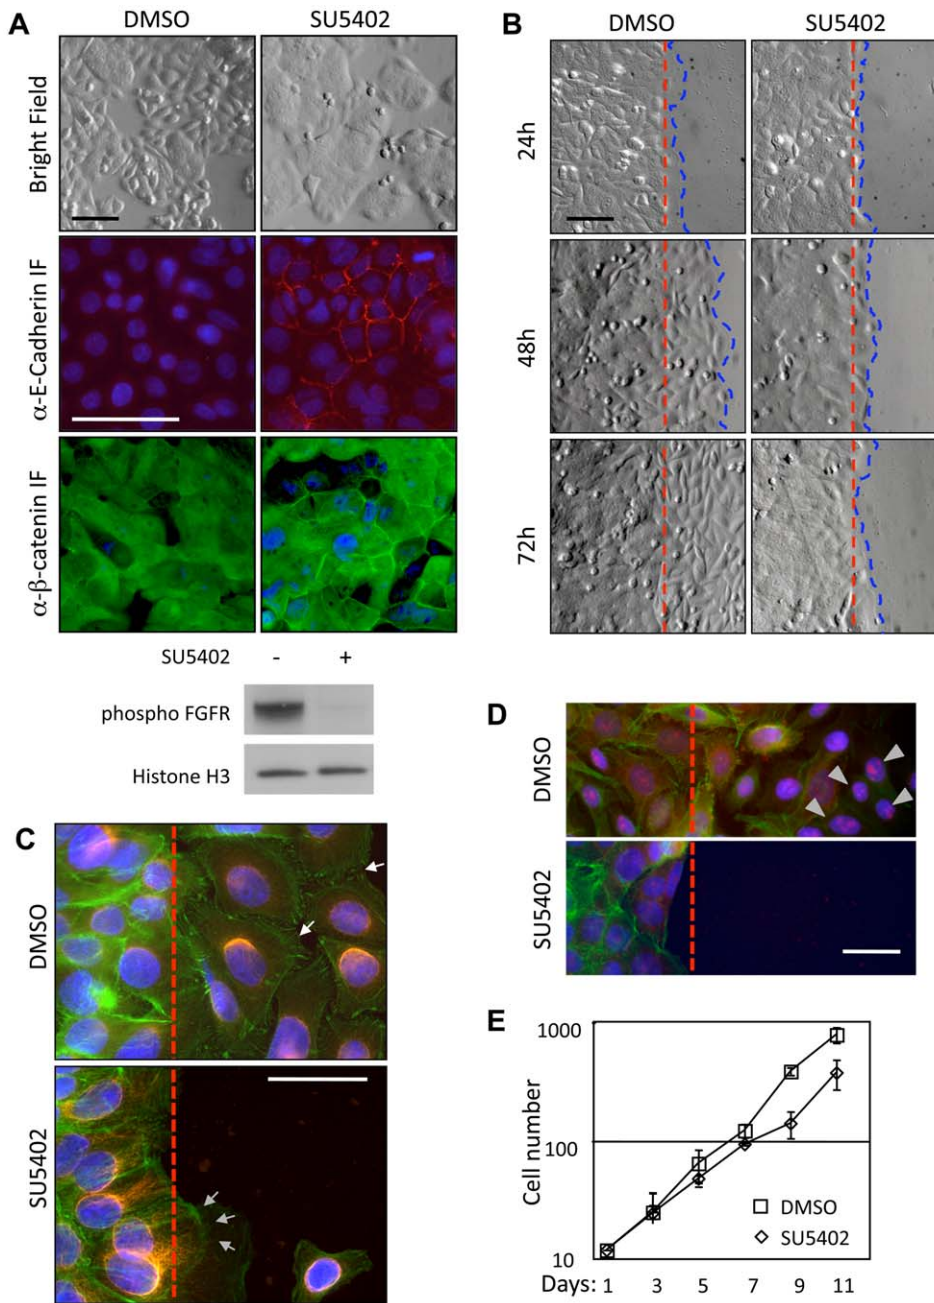 A
DMSO
SU5402
Bright Field
α-E-Cadherin IF
α-β-catenin IF
SU5402
-
+
phospho FGFR
Histone H3
B
DMSO
SU5402
24h
48h
72h
C
DMSO
SU5402
D
DMSO
SU5402
E
Cell number
1000
100
10
DMSO
SU5402
Days: 1 3 5 7 9 11